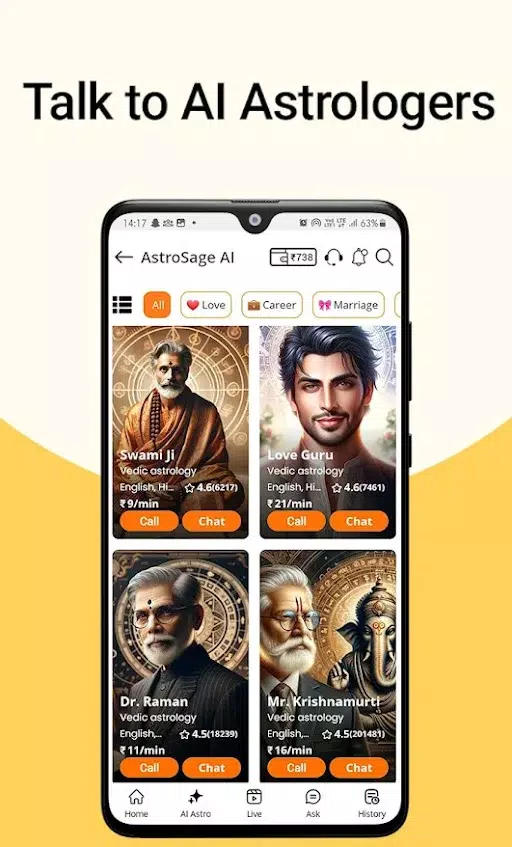 Talk to AI Astrologers
14:17
63%
AstroSage AI
₹738
All
Love
Career
Marriage
Swami Ji
Vedic astrology
English, Hi... 4.6(6217)
₹9/min
Call Chat
Love Guru
Vedic astrology
English, Hi... 4.6(7461)
₹21/min
Call Chat
Dr. Raman
Vedic astrology
English,... 4.5(18239)
₹11/min
Call Chat
Mr. Krishnamurti
Vedic astrology
English,... 4.5(201481)
₹16/min
Call Chat
Home
AI Astro
Live
Ask
History